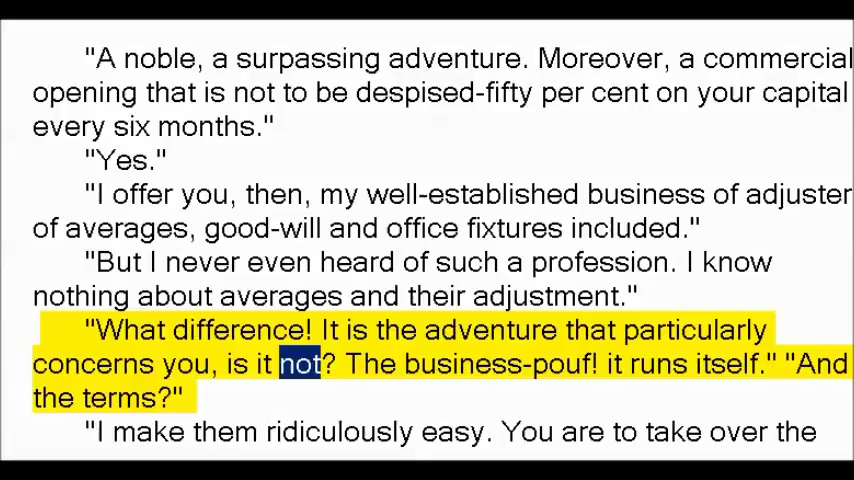 "A noble, a surpassing adventure. Moreover, a commercial
opening that is not to be despised-fifty per cent on your capital
every six months."
"Yes."
"I offer you, then, my well-established business of adjuster
of averages, good-will and office fixtures included."
"But I never even heard of such a profession. I know
nothing about averages and their adjustment."
"What difference! It is the adventure that particularly
concerns you, is it not? The business-pouf! it runs itself." "And
the terms?"
"I make them ridiculously easy. You are to take over the